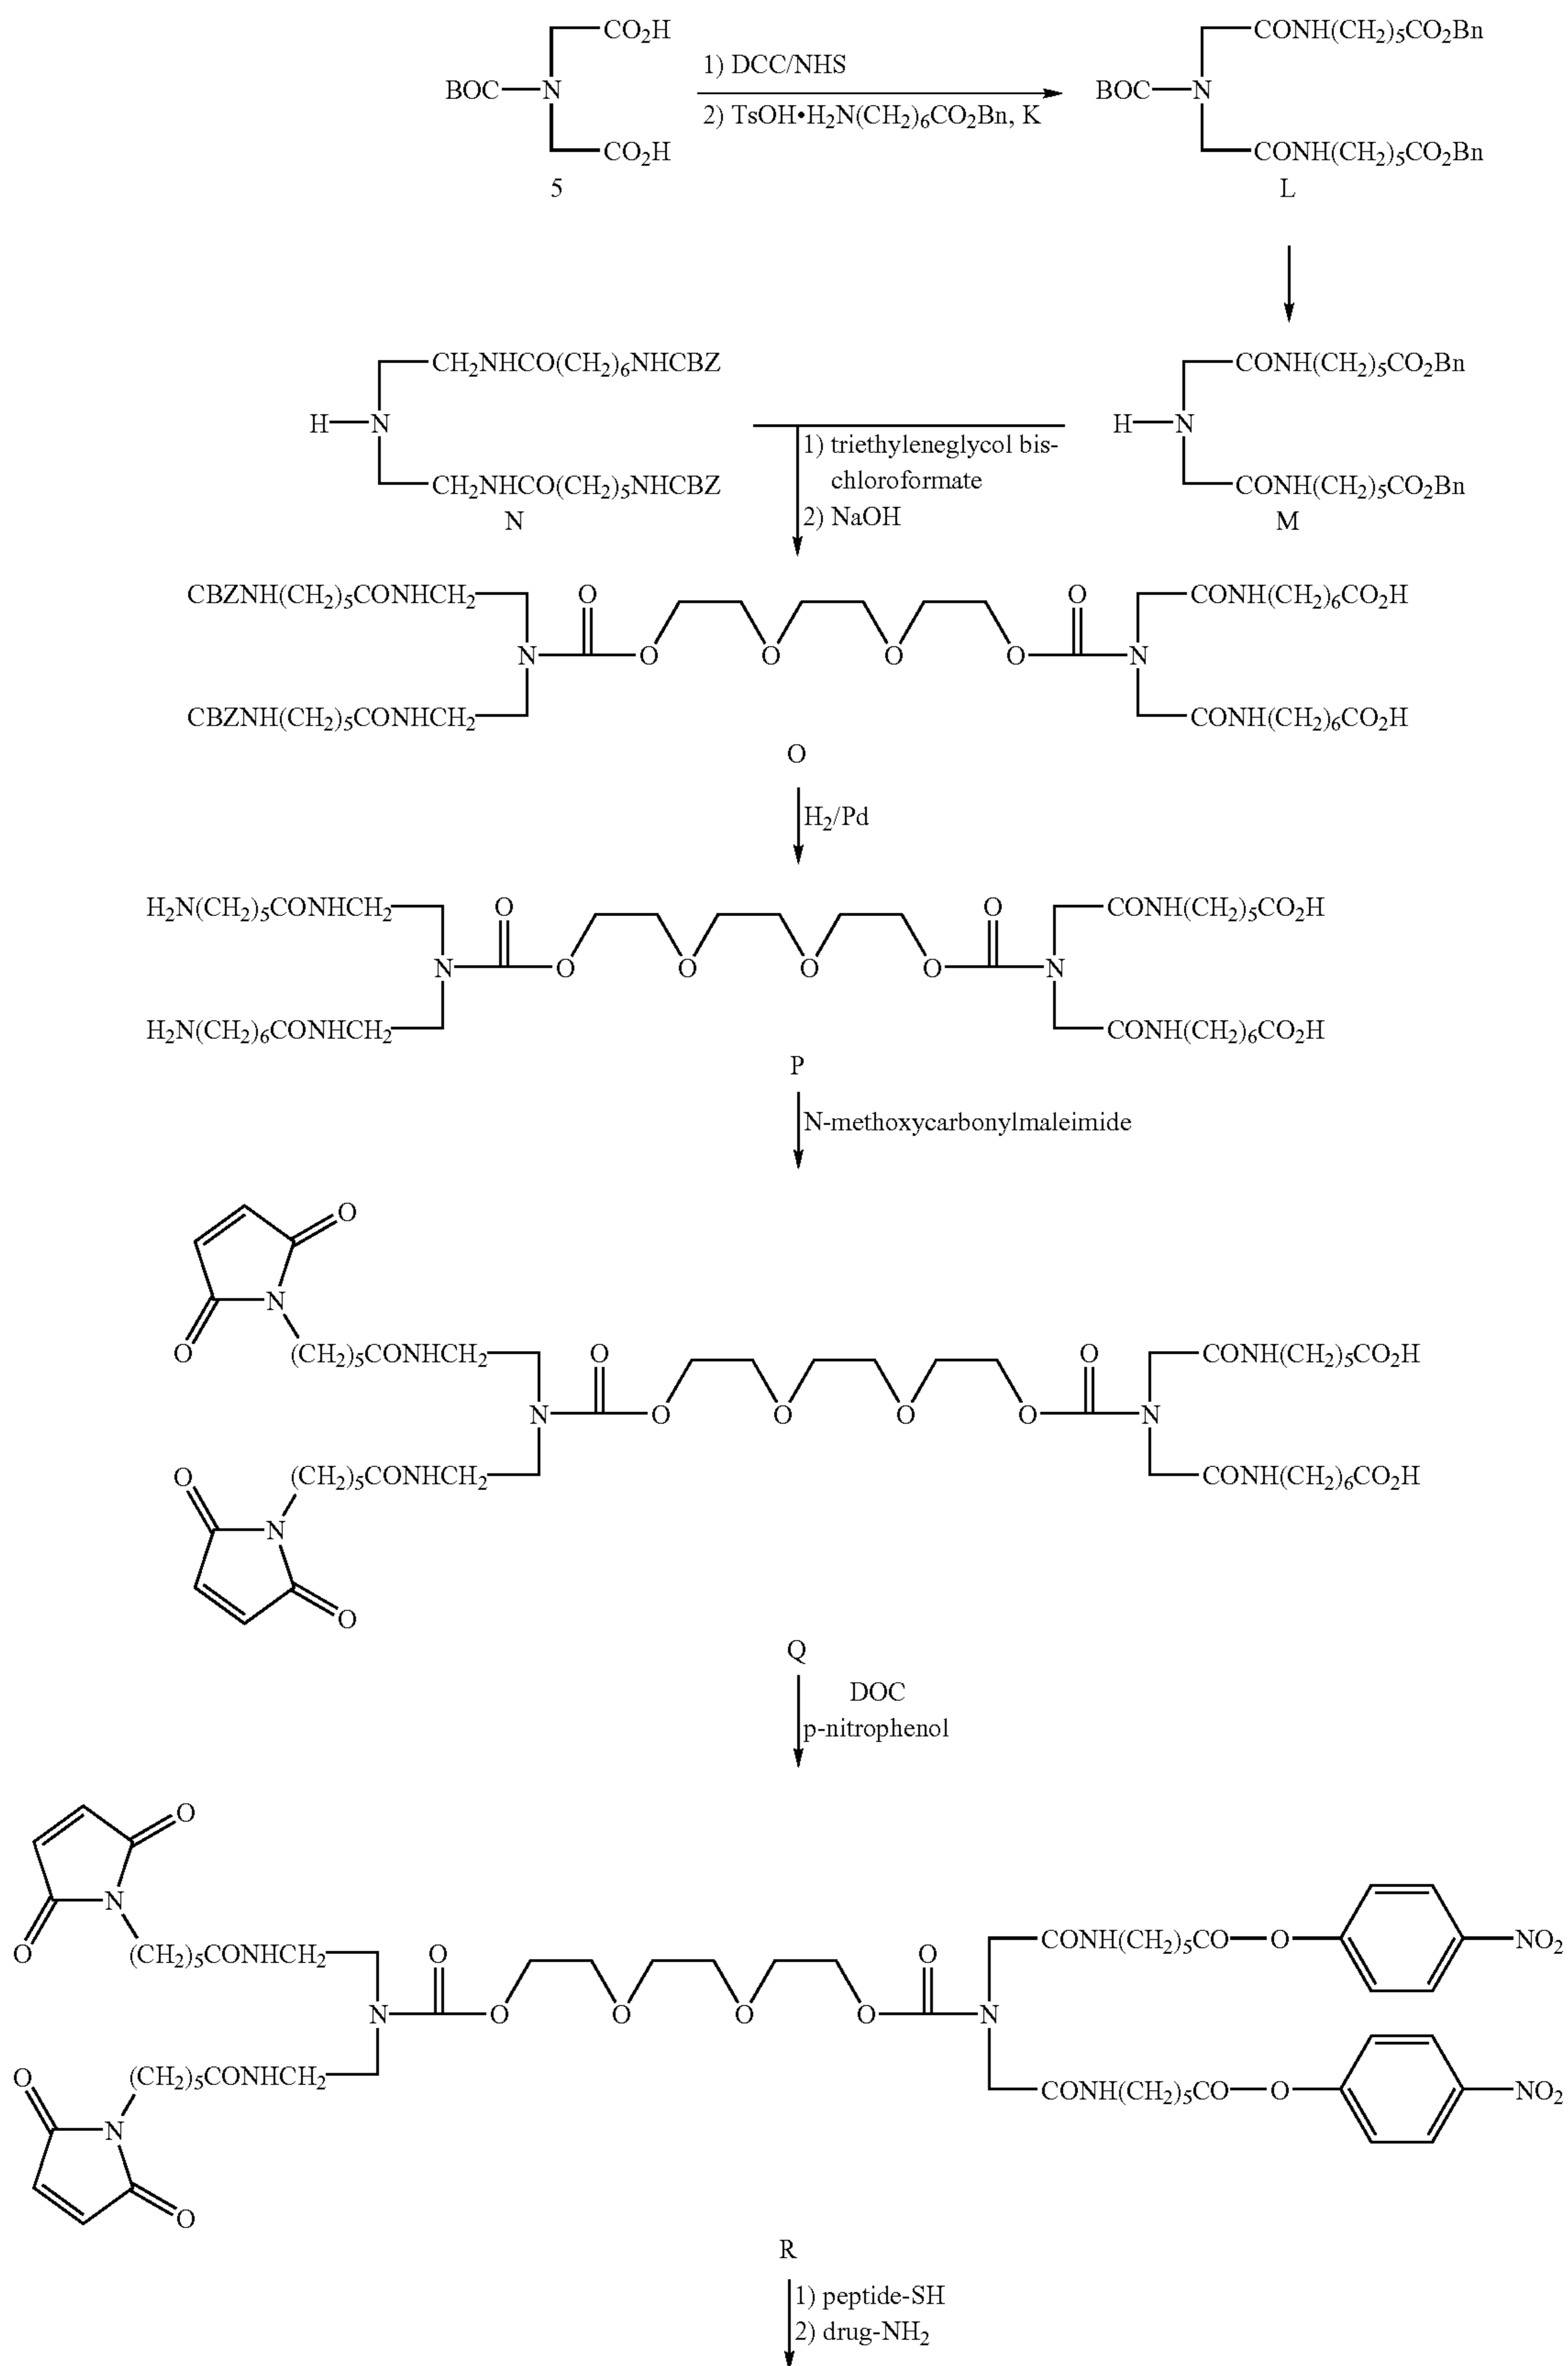 CO₂H
BOC—N
CO₂H
5
1) DCC/NHS
2) TsOH•H₂N(CH₂)₆CO₂Bn, K
CONH(CH₂)₅CO₂Bn
BOC—N
CONH(CH₂)₅CO₂Bn
L
CH₂NHCO(CH₂)₆NHCBZ
H—N
CH₂NHCO(CH₂)₅NHCBZ
N
1) triethyleneglycol bis-
chloroformate
2) NaOH
CONH(CH₂)₅CO₂Bn
H—N
CONH(CH₂)₅CO₂Bn
M
CBZNH(CH₂)₅CONHCH₂ O O CONH(CH₂)₆CO₂H
N O O O O N
CBZNH(CH₂)₅CONHCH₂ CONH(CH₂)₆CO₂H
O
H₂/Pd
H₂N(CH₂)₅CONHCH₂ O O CONH(CH₂)₅CO₂H
N O O O O N
H₂N(CH₂)₆CONHCH₂ CONH(CH₂)₆CO₂H
P
N-methoxycarbonylmaleimide
O
N
O (CH₂)₅CONHCH₂ O O CONH(CH₂)₅CO₂H
N O O O O N
O (CH₂)₅CONHCH₂ CONH(CH₂)₆CO₂H
N
O
Q
DOC
p-nitrophenol
O
N
O (CH₂)₅CONHCH₂ O O CONH(CH₂)₅CO—O NO₂
N O O O O N
O (CH₂)₅CONHCH₂ CONH(CH₂)₅CO—O NO₂
N
O
R
1) peptide-SH
2) drug-NH₂